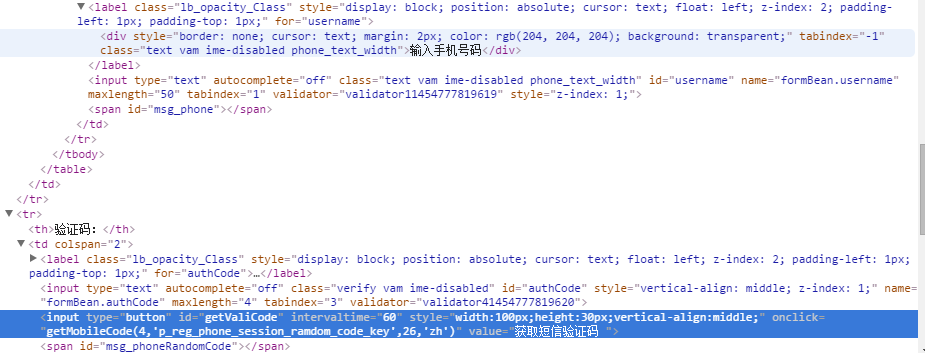 ▼<label class="lb_opacity_Class" style="display: block; position: absolute; cursor: text; float: left; z-index: 2; padding-
left: 1px; padding-top: 1px;" for="username">
<div style="border: none; cursor: text; margin: 2px; color: rgb(204, 204, 204); background: transparent;" tabindex="-1"
class="text vam ime-disabled phone_text_width">输入手机号码</div>
</label>
<input type="text" autocomplete="off" class="text vam ime-disabled phone_text_width" id="username" name="formBean.username"
maxlength="50" tabindex="1" validator="validator11454777819619" style="z-index: 1;">
<span id="msg_phone"></span>
</td>
</tr>
</tbody>
</table>
</td>
</tr>
▼<tr>
<th>验证码: </th>
▼<td colspan="2">
▶<label class="lb_opacity_Class" style="display: block; position: absolute; cursor: text; float: left; z-index: 2; padding-left: 1px;
padding-top: 1px;" for="authCode">…</label>
<input type="text" autocomplete="off" class="verify vam ime-disabled" id="authCode" style="vertical-align: middle; z-index: 1;" name=
"formBean.authCode" maxlength="4" tabindex="3" validator="validator41454777819620">
<input type="button" id="getValiCode" intervaltime="60" style="width:100px;height:30px;vertical-align:middle;" onclick=
"getMobileCode(4,'p_reg_phone_session_ramdom_code_key',26,'zh')" value="获取短信验证码 ">
<span id="msg_phoneRandomCode"></span>